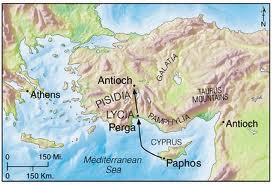 N
GALATIA
Antioch
PISIDIA
TAURUS
MOUNTAINS
Athens
LYCIA
PAMPHYLIA
Perga
Antioch
CYPRUS
Mediterranean
Sea
Paphos
0 150 Mi.
0 150 Km.